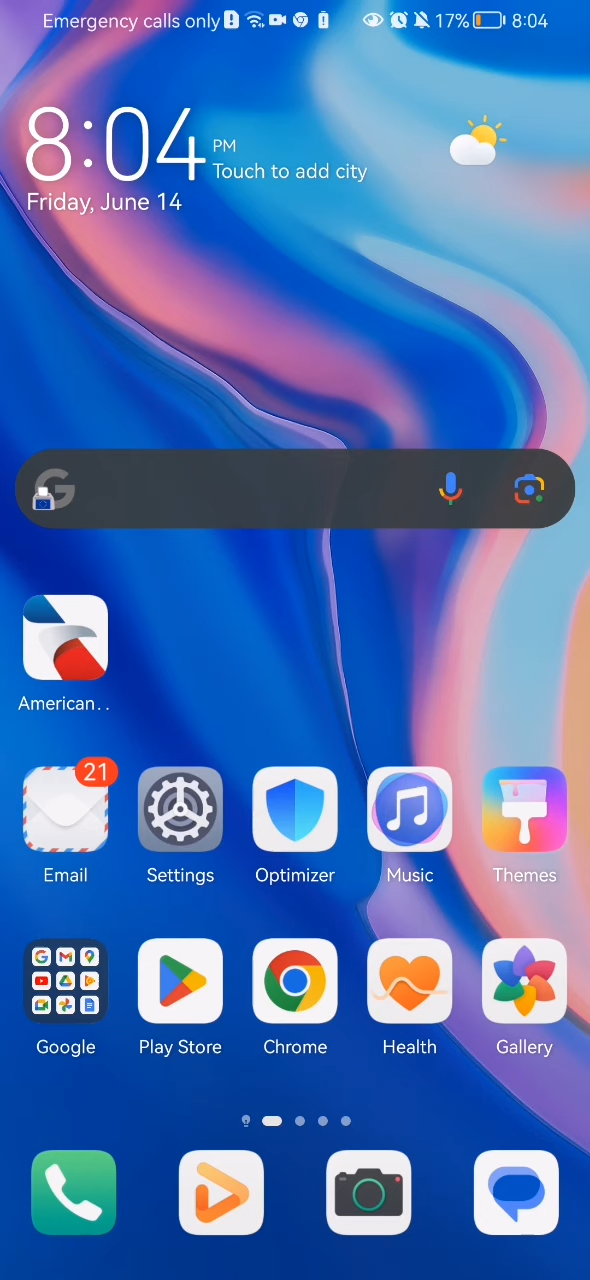 Emergency calls only 17% 8:04
8:04 PM
Touch to add city
Friday, June 14
American..
21
Email Settings Optimizer Music Themes
Google Play Store Chrome Health Gallery